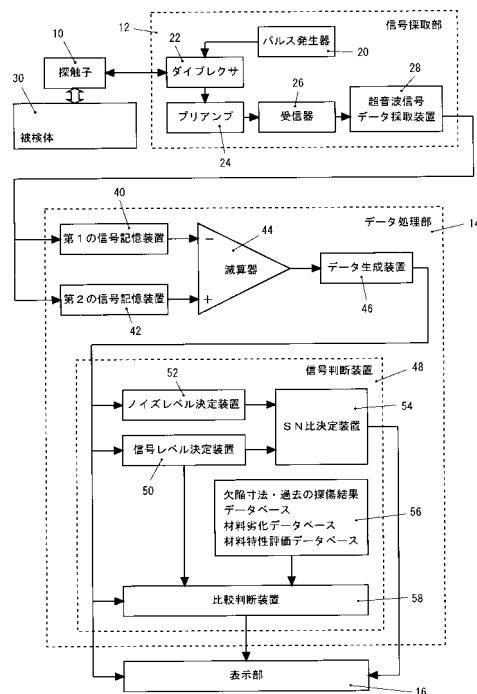 信号採取部
12
22
パルス発生器
20
10
探触子
ダイプレクサ
28
30
26
超音波信号
データ採取装置
プリアンプ
受信器
被検体
24
データ処理部
14
40
44
第1の信号記憶装置
−
減算器
データ生成装置
46
第2の信号記憶装置
+
42
信号判断装置
48
52
54
ノイズレベル決定装置
SN比決定装置
信号レベル決定装置
50
欠陥寸法・過去の探傷結果
データベース
材料劣化データベース
材料特性評価データベース
56
比較判断装置
58
表示部
16